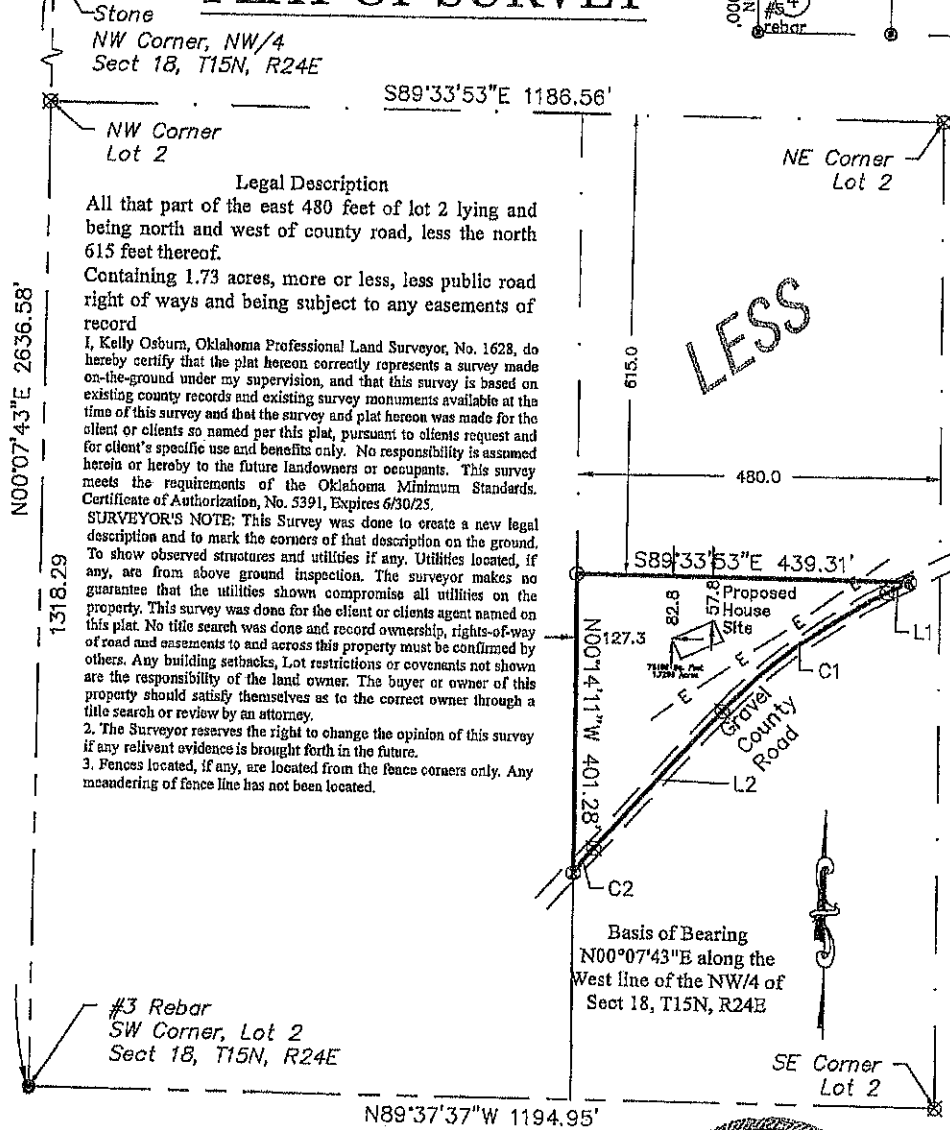 PLAT OF SURVEY
Stone
NW Corner, NW/4
Sect 18, T15N, R24E
#5
4
rebar
S89°33'53"E 1186.56'
NW Corner
Lot 2
NE Corner
Lot 2
Legal Description
All that part of the east 480 feet of lot 2 lying and
being north and west of county road, less the north
615 feet thereof.
Containing 1.73 acres, more or less, less public road
right of ways and being subject to any easements of
record
I, Kelly Osburn, Oklahoma Professional Land Surveyor, No. 1628, do
hereby certify that the plat hereon correctly represents a survey made
on-the-ground under my supervision, and that this survey is based on
existing county records and existing survey monuments available at the
time of this survey and that the survey and plat hereon was made for the
client or clients so named per this plat, pursuant to clients request and
for client's specific use and benefits only. No responsibility is assumed
herein or hereby to the future landowners or occupants. This survey
meets the requirements of the Oklahoma Minimum Standards.
Certificate of Authorization, No. 5391, Expires 6/30/25.
SURVEYOR'S NOTE: This Survey was done to create a new legal
description and to mark the corners of that description on the ground.
To show observed structures and utilities if any. Utilities located, if
any, are from above ground inspection. The surveyor makes no
guarantee that the utilities shown compromise all utilities on the
property. This survey was done for the client or clients agent named on
this plat. No title search was done and record ownership, rights-of-way
of road and easements to and across this property must be confirmed by
others. Any building setbacks, Lot restrictions or covenants not shown
are the responsibility of the land owner. The buyer or owner of this
property should satisfy themselves as to the correct owner through a
title search or review by an attorney.
2. The Surveyor reserves the right to change the opinion of this survey
if any relivent evidence is brought forth in the future.
3. Fences located, if any, are located from the fence corners only. Any
meandering of fence line has not been located.
N00°07'43"E 2636.58'
1318.29
LESS
615.0
480.0
S89°33'53"E 439.31'
82.8
57.8
Proposed
House
Site
127.3
N00°14'11"W 401.28'
E
E
E
E
E
L1
C1
Gravel
County
Road
L2
C2
Basis of Bearing
N00°07'43"E along the
West line of the NW/4 of
Sect 18, T15N, R24E
#3 Rebar
SW Corner, Lot 2
Sect 18, T15N, R24E
SE Corner
Lot 2
N89°37'37"W 1194.95'